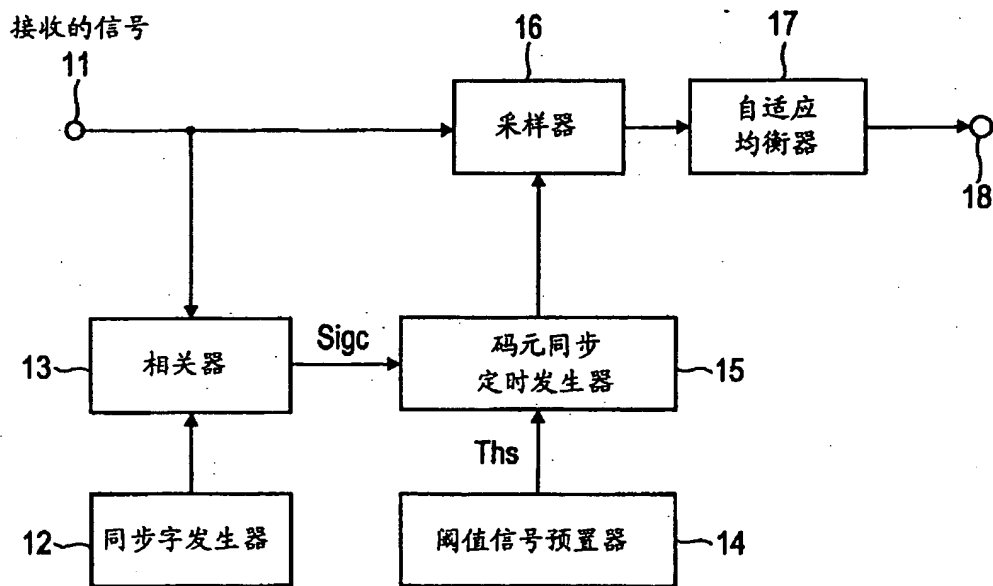 接收的信号
11
16
17
采样器
自适应
均衡器
18
Sigc
13
相关器
码元同步
定时发生器
15
Ths
12
同步字发生器
阈值信号预置器
14